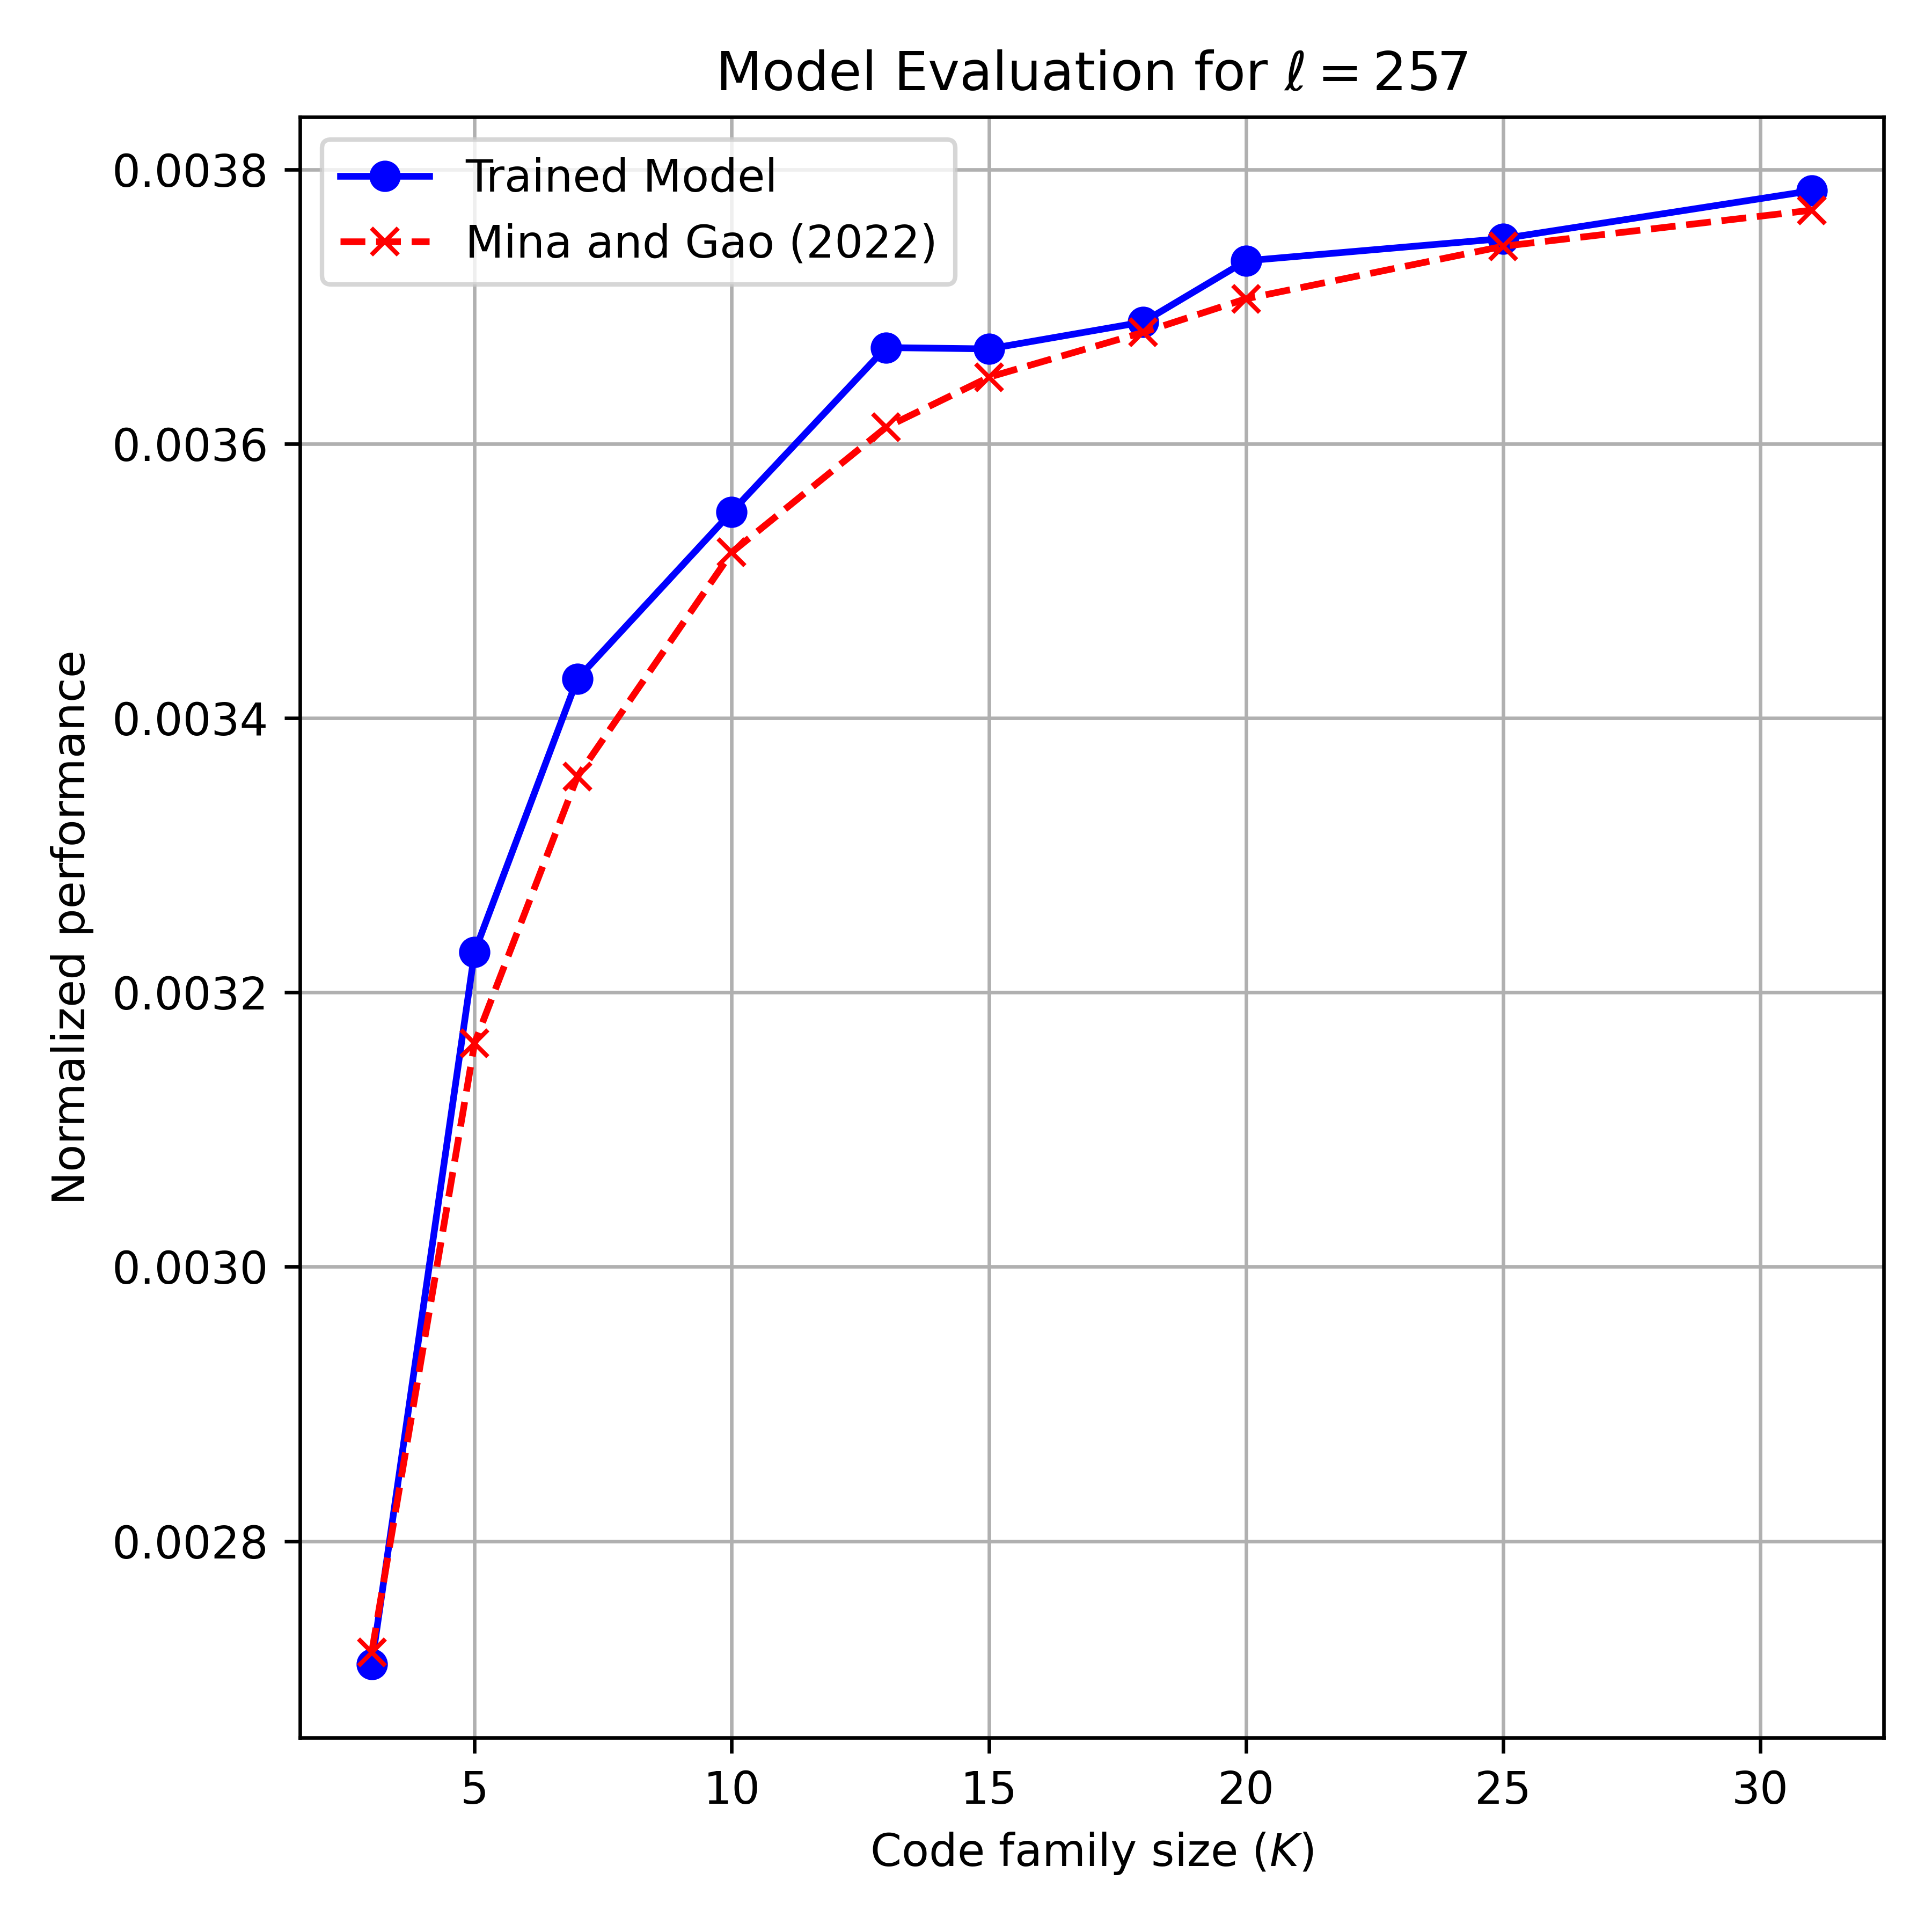 Model Evaluation for ℓ = 257
Trained Model
Mina and Gao (2022)
0.0038
0.0036
0.0034
0.0032
0.0030
0.0028
Normalized performance
5 10 15 20 25 30
Code family size (K)